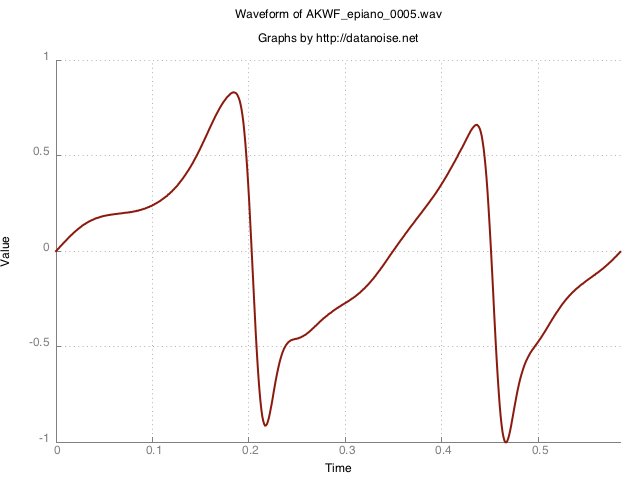 Waveform of AKWF_epiano_0005.wav
Graphs by http://datanoise.net
1
0.5
0
-0.5
-1
Value
0 0.1 0.2 0.3 0.4 0.5
Time